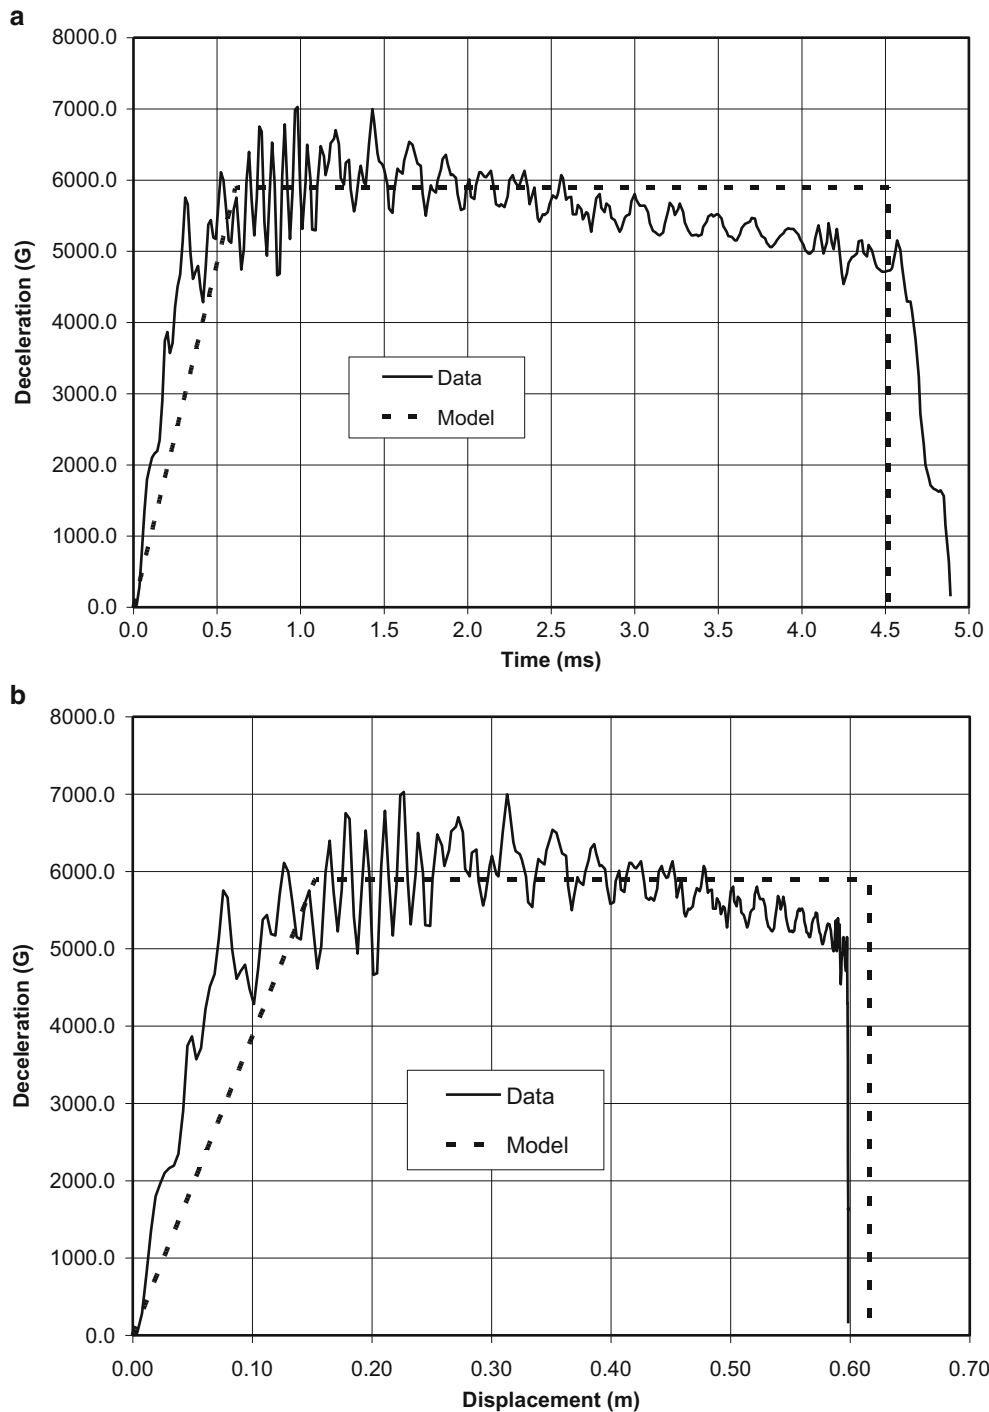 a
8000.0
7000.0
6000.0
5000.0
4000.0
3000.0
2000.0
1000.0
0.0
Deceleration (G)
Data
Model
0.0 0.5 1.0 1.5 2.0 2.5 3.0 3.5 4.0 4.5 5.0
Time (ms)
b
8000.0
7000.0
6000.0
5000.0
4000.0
3000.0
2000.0
1000.0
0.0
Deceleration (G)
Data
Model
0.00 0.10 0.20 0.30 0.40 0.50 0.60 0.70
Displacement (m)